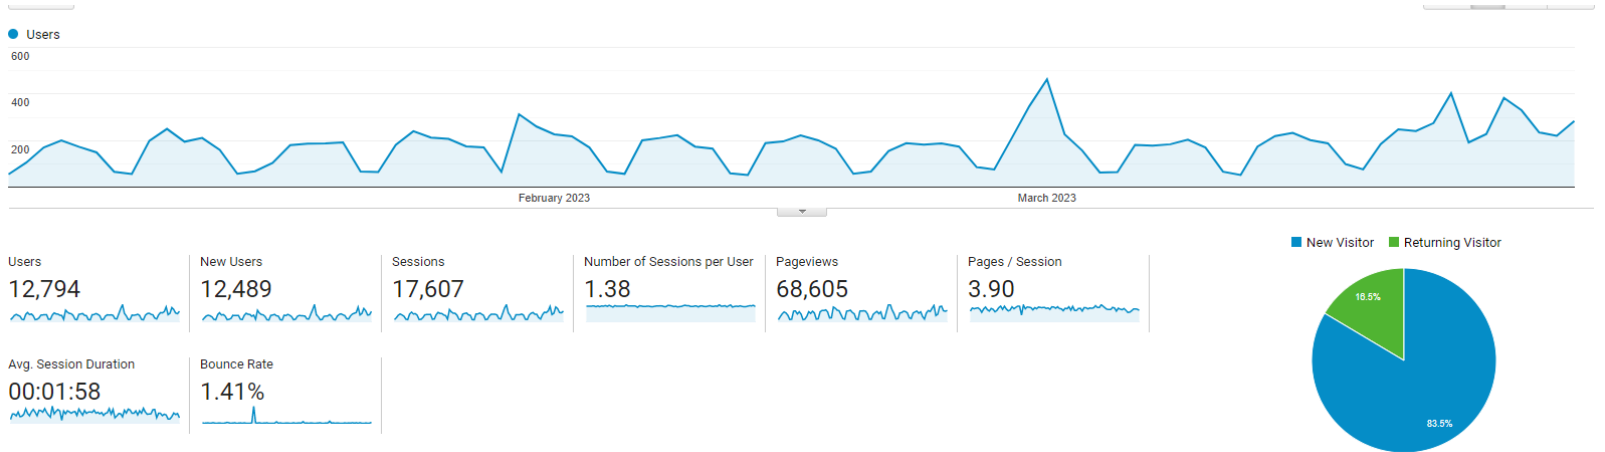 Users
600
400
200
February 2023
March 2023
New Visitor
Returning Visitor
Users
12,794
New Users
12,489
Sessions
17,607
Number of Sessions per User
1.38
Pageviews
68,605
Pages / Session
3.90
Avg. Session Duration
00:01:58
Bounce Rate
1.41%
16.5%
83.5%